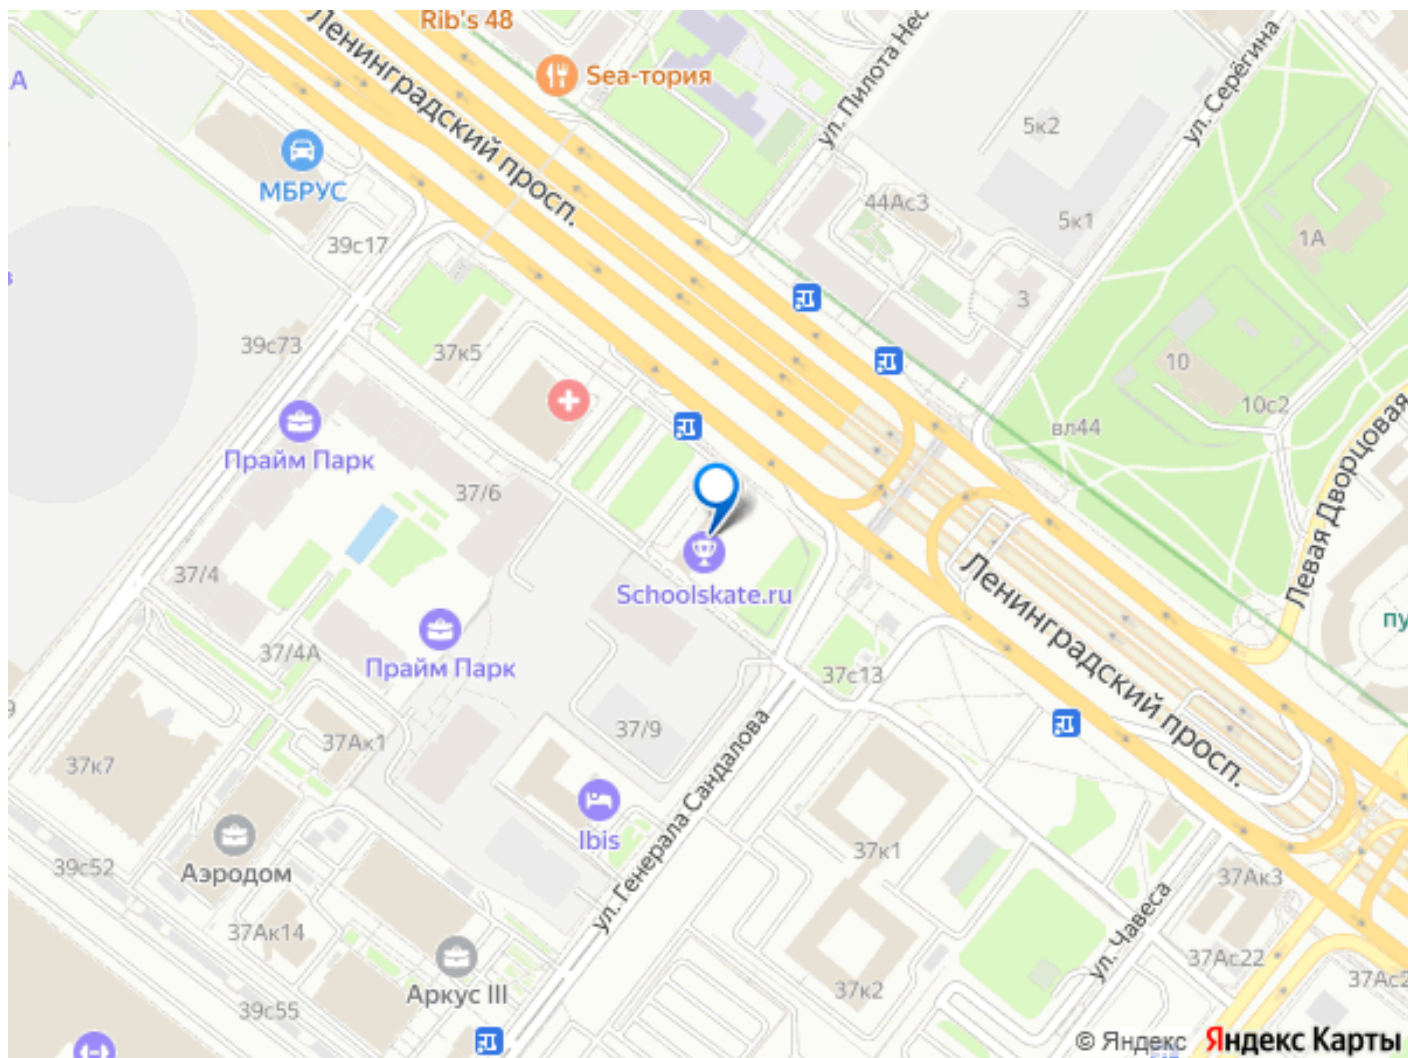 Rib's 48
Sea-тория
А
Ленинградский просп.
ул. Пилота Нес
ул. Серёгина
5к2
МБРУС
44Ас3
5к1
1А
39с17
3
39с73
37к5
10
10с2
вл44
Прайм Парк
37/6
Левая Дворцовая
37/4
Schoolskate.ru
Ленинградский просп.
пу
37/4А
Прайм Парк
37с13
9
37Ак1
37/9
37к7
ул. Генерала Сандалова
Ibis
37к1
39с52
Аэродом
37Ак3
37Ак14
ул. Чавеса
37Ас22
Аркус III
37к2
37Ас2
39с55
© Яндекс Яндекс Карты